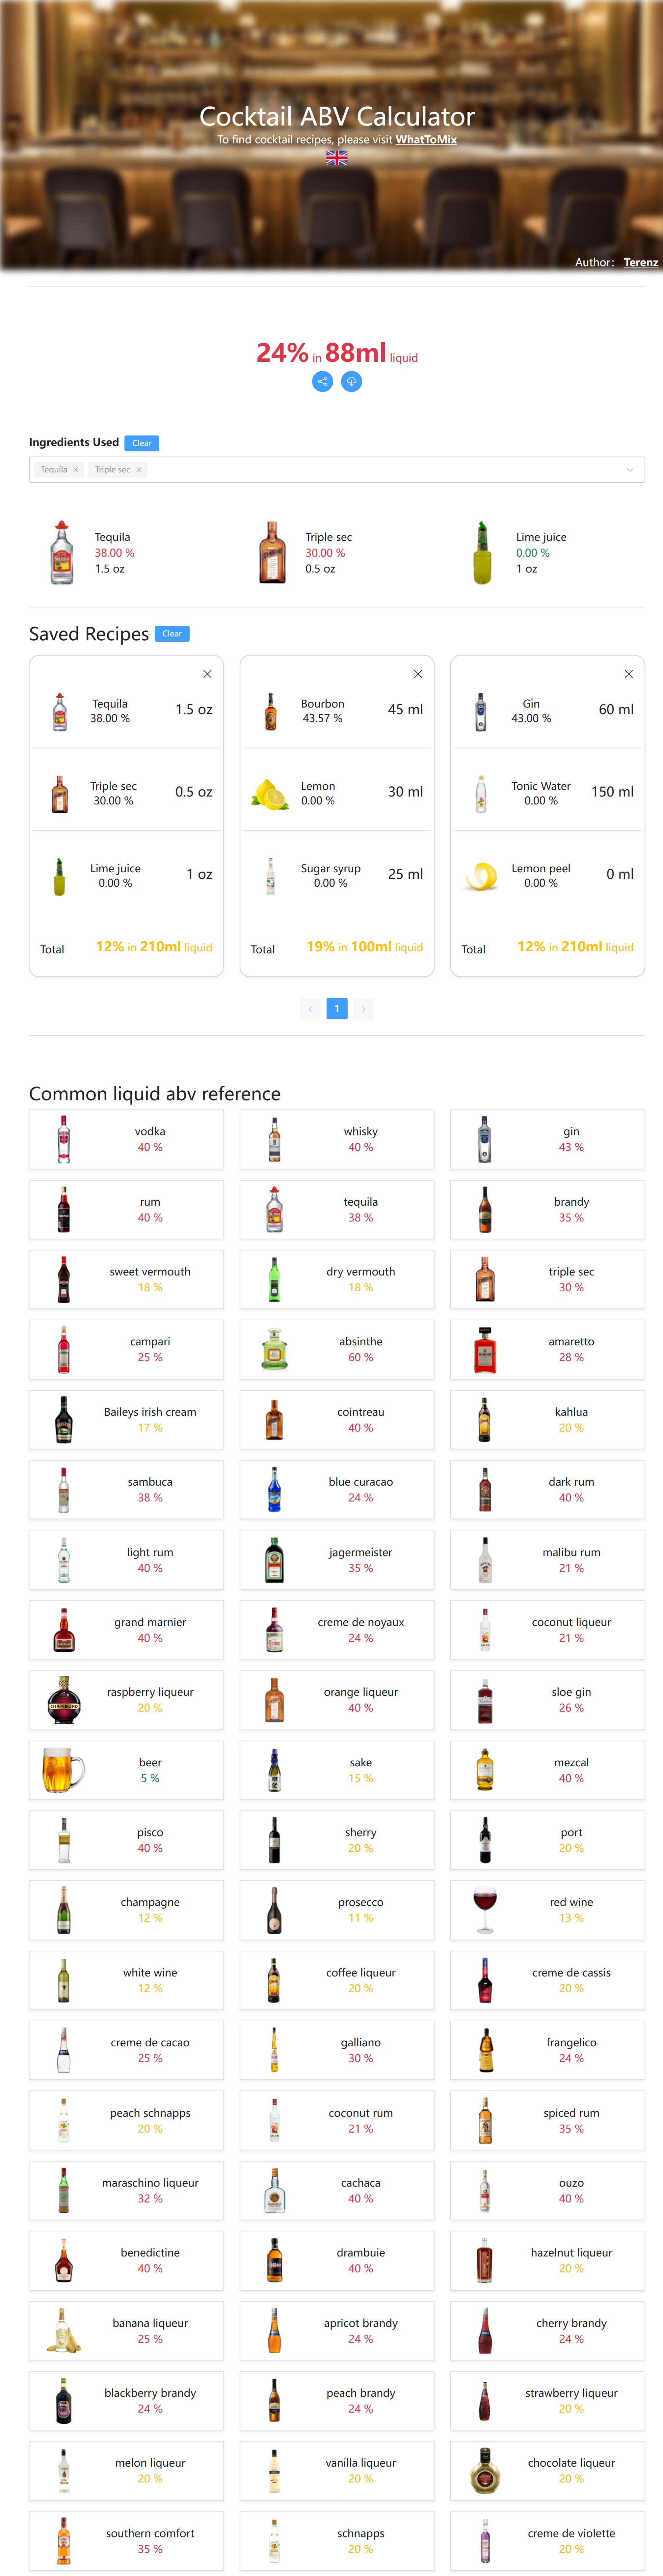 Cocktail ABV Calculator
To find cocktail recipes, please visit WhatToMix
Author: Terenz
24% in 88ml liquid
Ingredients Used Clear
Tequila × Triple sec ×
Tequila
38.00 %
1.5 oz
Triple sec
30.00 %
0.5 oz
Lime juice
0.00 %
1 oz
Saved Recipes Clear
Tequila
38.00 %
1.5 oz
Triple sec
30.00 %
0.5 oz
Lime juice
0.00 %
1 oz
Total 12% in 210ml liquid
Bourbon
43.57 %
45 ml
Lemon
0.00 %
30 ml
Sugar syrup
0.00 %
25 ml
Total 19% in 100ml liquid
Gin
43.00 %
60 ml
Tonic Water
0.00 %
150 ml
Lemon peel
0.00 %
0 ml
Total 12% in 210ml liquid
1
Common liquid abv reference
vodka
40 %
whisky
40 %
gin
43 %
rum
40 %
tequila
38 %
brandy
35 %
sweet vermouth
18 %
dry vermouth
18 %
triple sec
30 %
campari
25 %
absinthe
60 %
amaretto
28 %
Baileys irish cream
17 %
cointreau
40 %
kahlua
20 %
sambuca
38 %
blue curacao
24 %
dark rum
40 %
light rum
40 %
jagermeister
35 %
malibu rum
21 %
grand marnier
40 %
creme de noyaux
24 %
coconut liqueur
21 %
raspberry liqueur
20 %
orange liqueur
40 %
sloe gin
26 %
beer
5 %
sake
15 %
mezcal
40 %
pisco
40 %
sherry
20 %
port
20 %
champagne
12 %
prosecco
11 %
red wine
13 %
white wine
12 %
coffee liqueur
20 %
creme de cassis
20 %
creme de cacao
25 %
galliano
30 %
frangelico
24 %
peach schnapps
20 %
coconut rum
21 %
spiced rum
35 %
maraschino liqueur
32 %
cachaca
40 %
ouzo
40 %
benedictine
40 %
drambuie
40 %
hazelnut liqueur
20 %
banana liqueur
25 %
apricot brandy
24 %
cherry brandy
24 %
blackberry brandy
24 %
peach brandy
24 %
strawberry liqueur
20 %
melon liqueur
20 %
vanilla liqueur
20 %
chocolate liqueur
20 %
southern comfort
35 %
schnapps
20 %
creme de violette
20 %